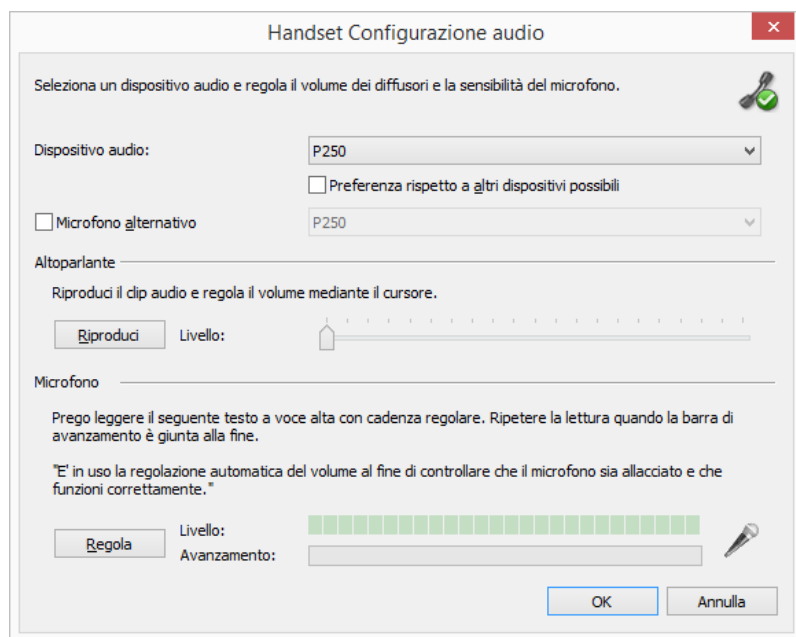 Handset Configurazione audio
Seleziona un dispositivo audio e regola il volume dei diffusori e la sensibilità del microfono.
Dispositivo audio:
P250
Preferenza rispetto a altri dispositivi possibili
Microfono alternativo
P250
Altoparlante
Riproduci il clip audio e regola il volume mediante il cursore.
Riproduci
Livello:
Microfono
Prego leggere il seguente testo a voce alta con cadenza regolare. Ripetere la lettura quando la barra di
avanzamento è giunta alla fine.
"E' in uso la regolazione automatica del volume al fine di controllare che il microfono sia allacciato e che
funzioni correttamente."
Regola
Livello:
Avanzamento:
OK
Annulla